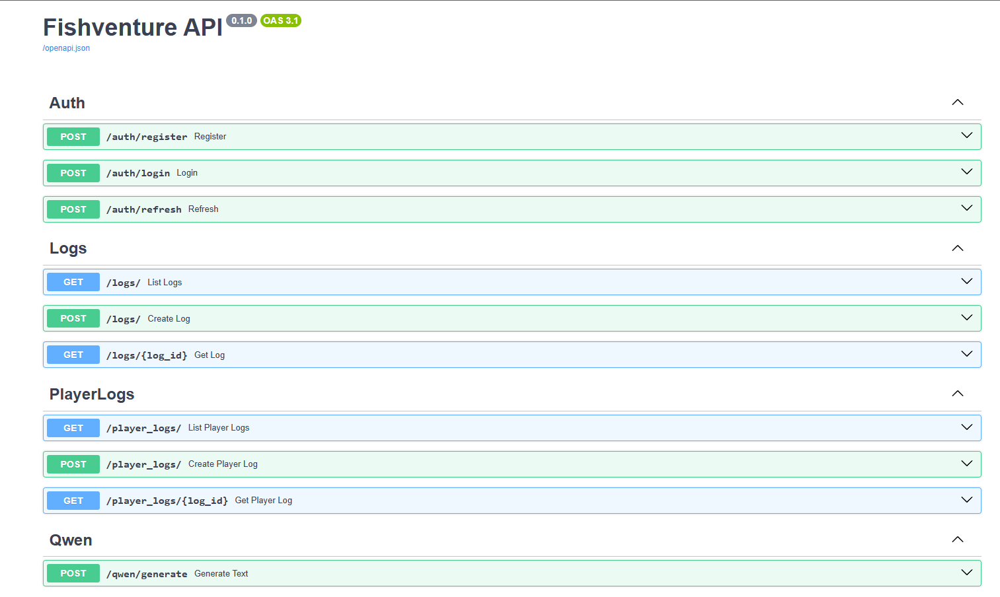 Fishventure API 0.1.0 OAS 3.1
/openapi.json
Auth
POST /auth/register Register
POST /auth/login Login
POST /auth/refresh Refresh
Logs
GET /logs/ List Logs
POST /logs/ Create Log
GET /logs/{log_id} Get Log
PlayerLogs
GET /player_logs/ List Player Logs
POST /player_logs/ Create Player Log
GET /player_logs/{log_id} Get Player Log
Qwen
POST /qwen/generate Generate Text